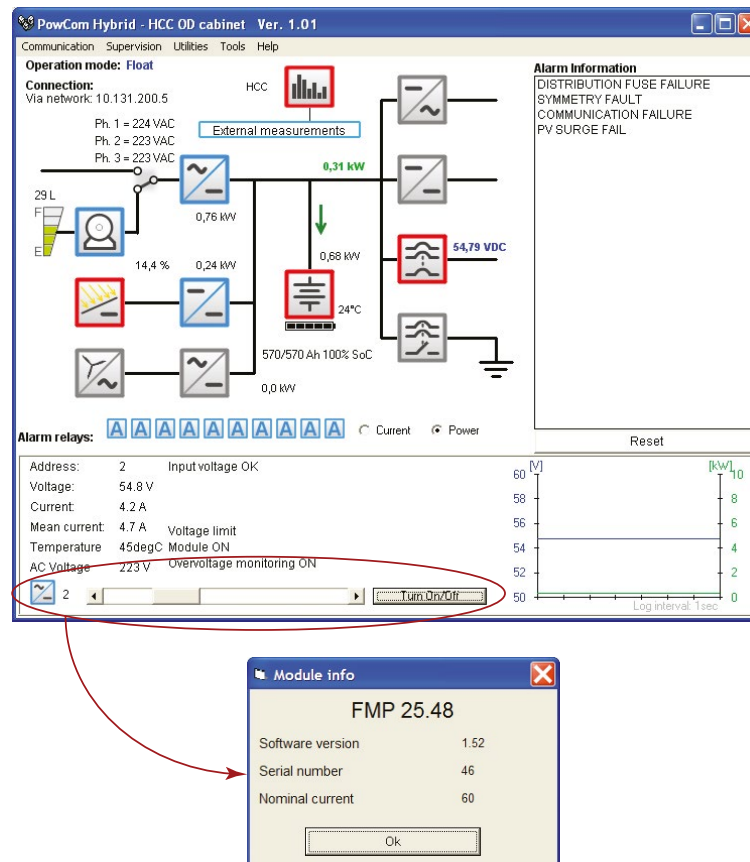 PowCom Hybrid - HCC OD cabinet Ver. 1.01
Communication Supervision Utilities Tools Help
Operation mode: Float
Connection:
Via network: 10.131.200.5
HCC
External measurements
Ph. 1 = 224 VAC
Ph. 2 = 223 VAC
Ph. 3 = 223 VAC
0,31 kW
29 L
F
E
0,76 kW
54,79 VDC
0,68 kW
14,4 %
0,24 kW
24°C
570/570 Ah 100% SoC
0,0 kW
Alarm Information
DISTRIBUTION FUSE FAILURE
SYMMETRY FAULT
COMMUNICATION FAILURE
PV SURGE FAIL
Reset
Alarm relays:
A A A A A A A A A A
Current
Power
Address: 2 Input voltage OK
Voltage: 54.8 V
Current: 4.2 A
Mean current: 4.7 A Voltage limit
Temperature 45degC Module ON
AC Voltage 223 V Overvoltage monitoring ON
2
Turn On/Off
[V] [kW]
60 10
58 8
56 6
54 4
52 2
50 0
Log interval: 1sec
Module info
FMP 25.48
Software version 1.52
Serial number 46
Nominal current 60
Ok